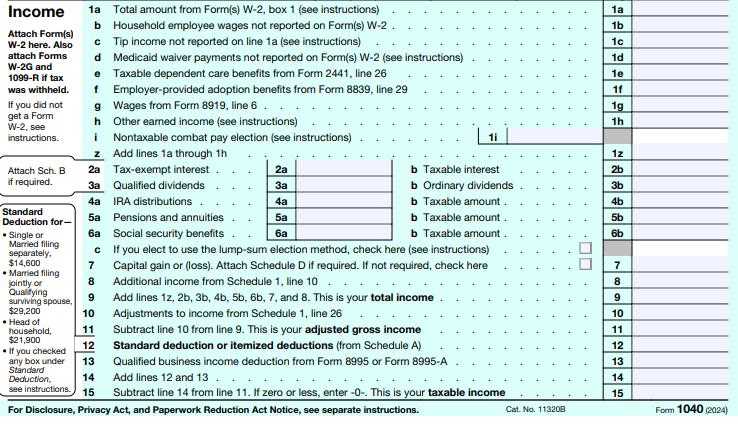 Income
Attach Form(s)
W-2 here. Also
attach Forms
W-2G and
1099-R if tax
was withheld.
If you did not
get a Form
W-2, see
instructions.
Attach Sch. B
if required.
Standard
Deduction for—
• Single or
Married filing
separately,
$14,600
• Married filing
jointly or
Qualifying
surviving spouse,
$29,200
• Head of
household,
$21,900
• If you checked
any box under
Standard
Deduction,
see instructions.
1a Total amount from Form(s) W-2, box 1 (see instructions) 1a
b Household employee wages not reported on Form(s) W-2 1b
c Tip income not reported on line 1a (see instructions) 1c
d Medicaid waiver payments not reported on Form(s) W-2 (see instructions) 1d
e Taxable dependent care benefits from Form 2441, line 26 1e
f Employer-provided adoption benefits from Form 8839, line 29 1f
g Wages from Form 8919, line 6 1g
h Other earned income (see instructions) 1h
i Nontaxable combat pay election (see instructions) 1i
z Add lines 1a through 1h 1z
2a Tax-exempt interest 2a b Taxable interest 2b
3a Qualified dividends 3a b Ordinary dividends 3b
4a IRA distributions 4a b Taxable amount 4b
5a Pensions and annuities 5a b Taxable amount 5b
6a Social security benefits 6a b Taxable amount 6b
c If you elect to use the lump-sum election method, check here (see instructions)
7 Capital gain or (loss). Attach Schedule D if required. If not required, check here 7
8 Additional income from Schedule 1, line 10 8
9 Add lines 1z, 2b, 3b, 4b, 5b, 6b, 7, and 8. This is your total income 9
10 Adjustments to income from Schedule 1, line 26 10
11 Subtract line 10 from line 9. This is your adjusted gross income 11
12 Standard deduction or itemized deductions (from Schedule A) 12
13 Qualified business income deduction from Form 8995 or Form 8995-A 13
14 Add lines 12 and 13 14
15 Subtract line 14 from line 11. If zero or less, enter -0-. This is your taxable income 15
For Disclosure, Privacy Act, and Paperwork Reduction Act Notice, see separate instructions. Cat. No. 11320B Form 1040 (2024)